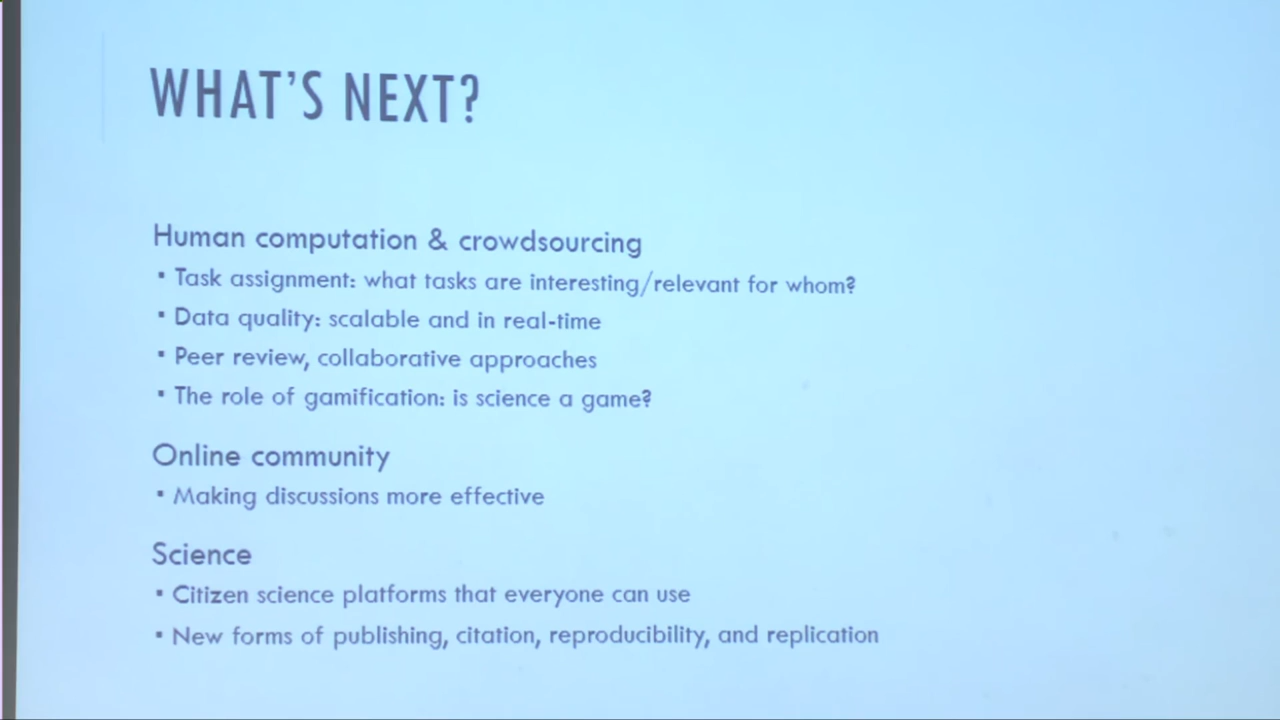 WHAT'S NEXT?
Human computation & crowdsourcing
▪ Task assignment: what tasks are interesting/relevant for whom?
▪ Data quality: scalable and in real-time
▪ Peer review, collaborative approaches
▪ The role of gamification: is science a game?
Online community
▪ Making discussions more effective
Science
▪ Citizen science platforms that everyone can use
▪ New forms of publishing, citation, reproducibility, and replication